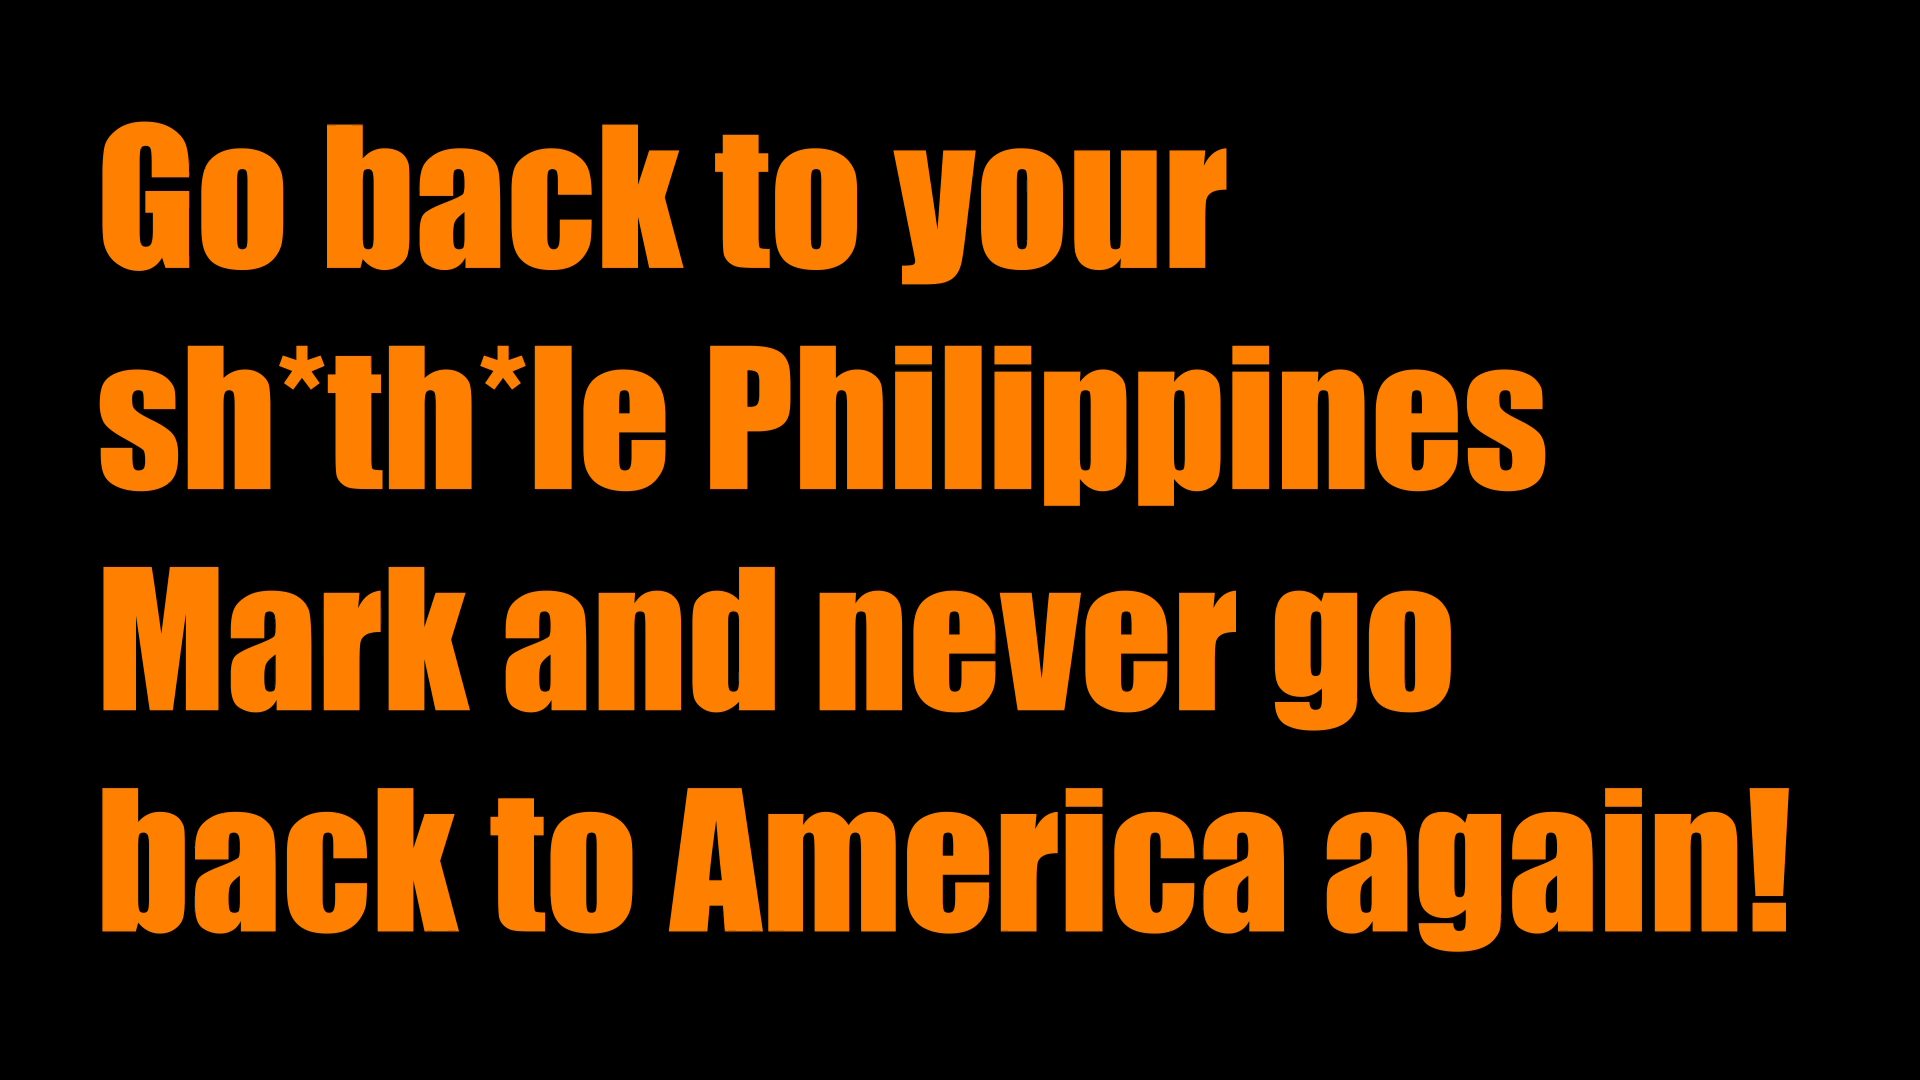 Go back to your
sh*th*le Philippines
Mark and never go
back to America again!